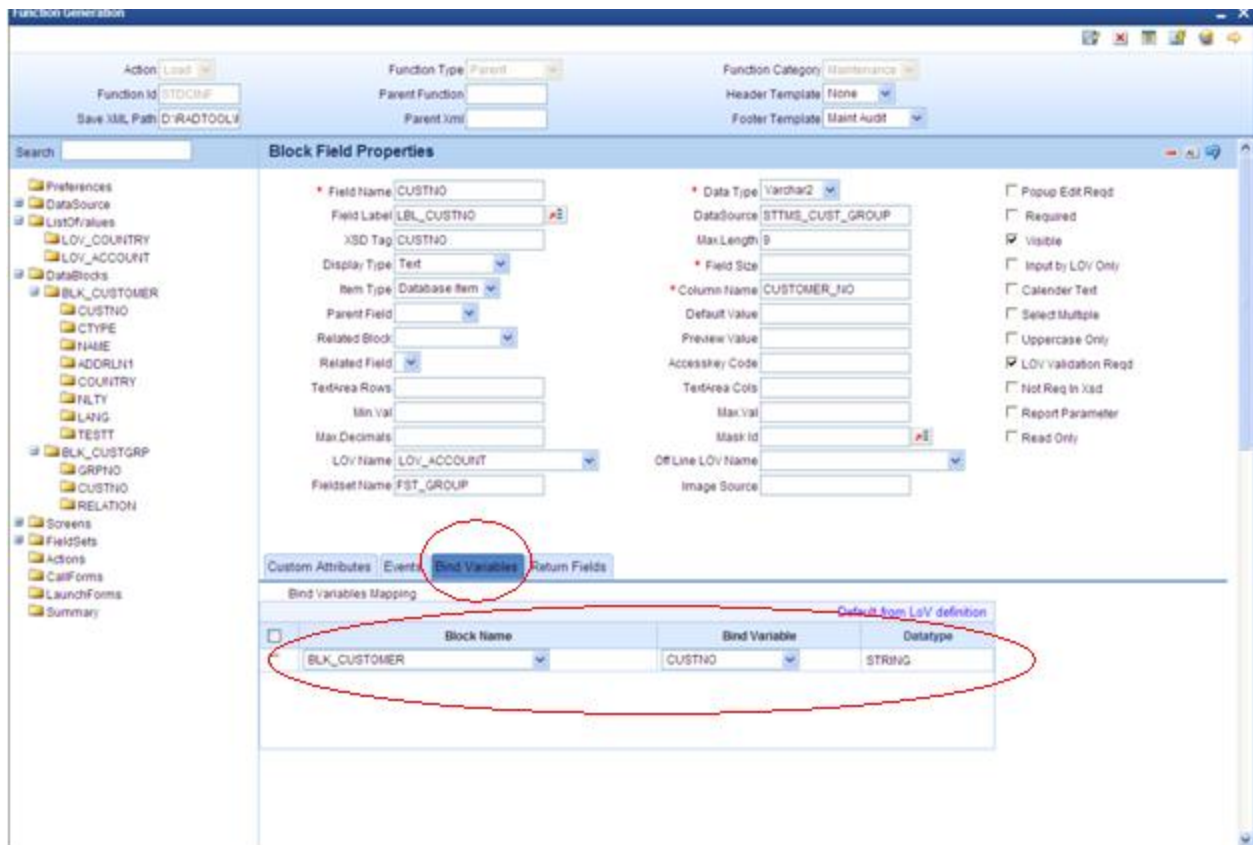 Function Generation
Action Load Function Type Parent Function Category Maintenance
Function Id STDCINF Parent Function Header Template None
Save XML Path D:\RADTOOL\ Parent Xml Footer Template Maint Audit
Search Block Field Properties
Preferences
DataSource
ListOfValues
LOV_COUNTRY
LOV_ACCOUNT
DataBlocks
BLK_CUSTOMER
CUSTNO
CTYPE
NAME
ADDRLN1
COUNTRY
NLTY
LANG
TESTT
BLK_CUSTGRP
GRPNO
CUSTNO
RELATION
Screens
FieldSets
Actions
CallForms
LaunchForms
Summary
* Field Name CUSTNO * Data Type Varchar2 Popup Edit Reqd
Field Label LBL_CUSTNO DataSource STTMS_CUST_GROUP Required
XSD Tag CUSTNO Max Length 9 Visible
Display Type Text * Field Size Input by LOV Only
Item Type Database Item * Column Name CUSTOMER_NO Calender Text
Parent Field Default Value Select Multiple
Related Block Preview Value Uppercase Only
Related Field Accesskey Code LOV Validation Reqd
TextArea Rows TextArea Cols Not Req In Xsd
Min Val Max Val Report Parameter
Max Decimals Mask Id Read Only
LOV Name LOV_ACCOUNT Off Line LOV Name
Fieldset Name FST_GROUP Image Source
Custom Attributes Events Bind Variables Return Fields
Bind Variables Mapping
Default from LoV definition
Block Name Bind Variable Datatype
BLK_CUSTOMER CUSTNO STRING